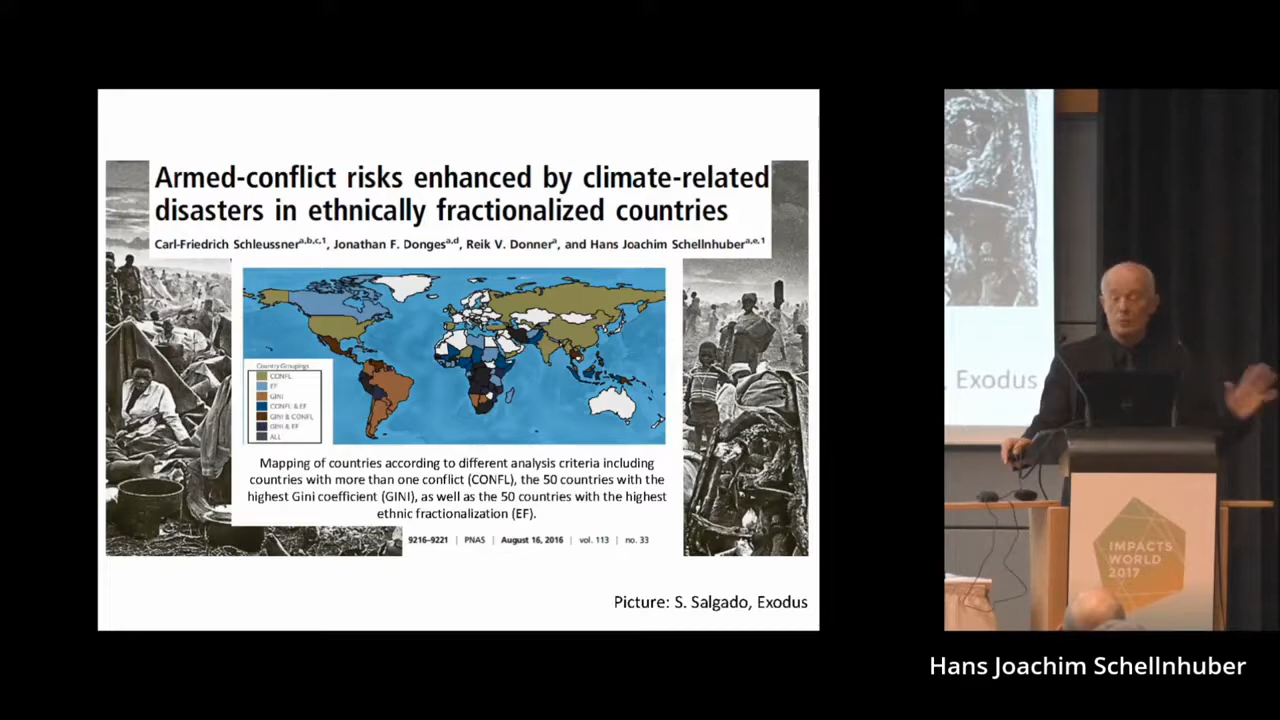 Armed-conflict risks enhanced by climate-related
disasters in ethnically fractionalized countries
Carl-Friedrich Schleussnera,b,c,1, Jonathan F. Dongesa,d, Reik V. Donnera, and Hans Joachim Schellnhubera,e,1
Country Groupings
CONFL
EF
GINI
CONFL & EF
GINI & CONFL
GINI & EF
ALL
Mapping of countries according to different analysis criteria including
countries with more than one conflict (CONFL), the 50 countries with the
highest Gini coefficient (GINI), as well as the 50 countries with the highest
ethnic fractionalization (EF).
9216–9221 | PNAS | August 16, 2016 | vol. 113 | no. 33
Picture: S. Salgado, Exodus
, Exodus
IMPACTS
WORLD
2017
Hans Joachim Schellnhuber